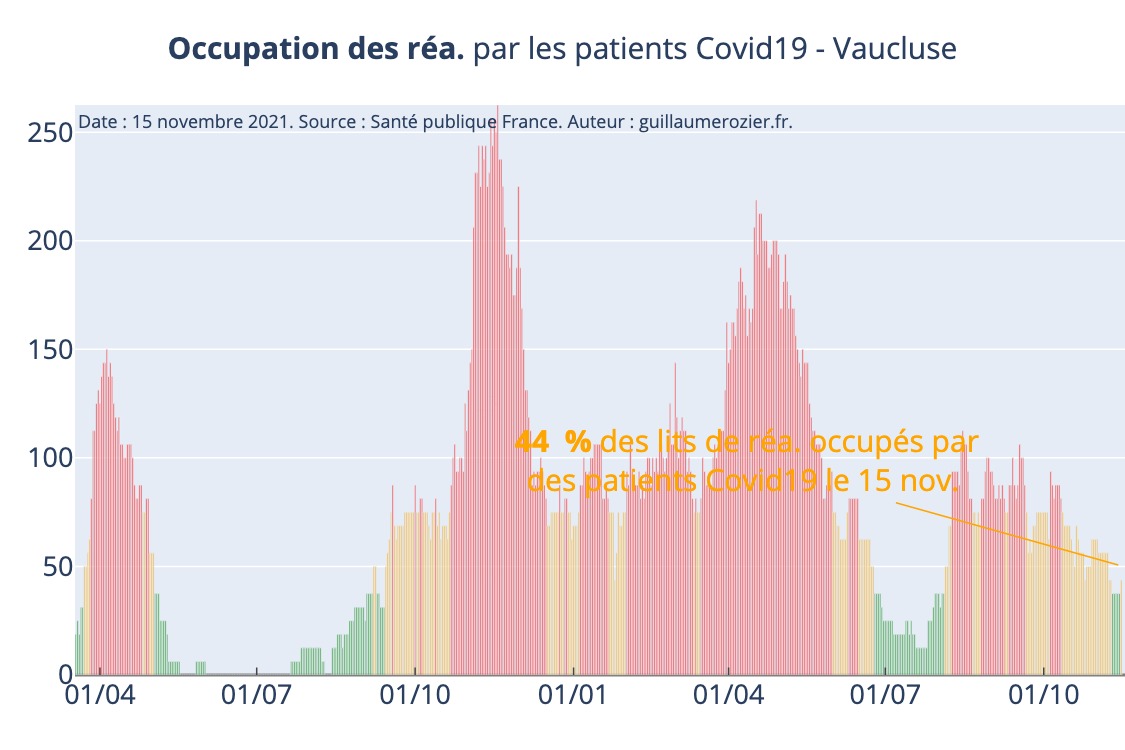 Occupation des réa. par les patients Covid19 - Vaucluse
Date : 15 novembre 2021. Source : Santé publique France. Auteur : guillaumerozier.fr.
250
200
150
100
50
0
44 % des lits de réa. occupés par
des patients Covid19 le 15 nov.
01/04 01/07 01/10 01/01 01/04 01/07 01/10